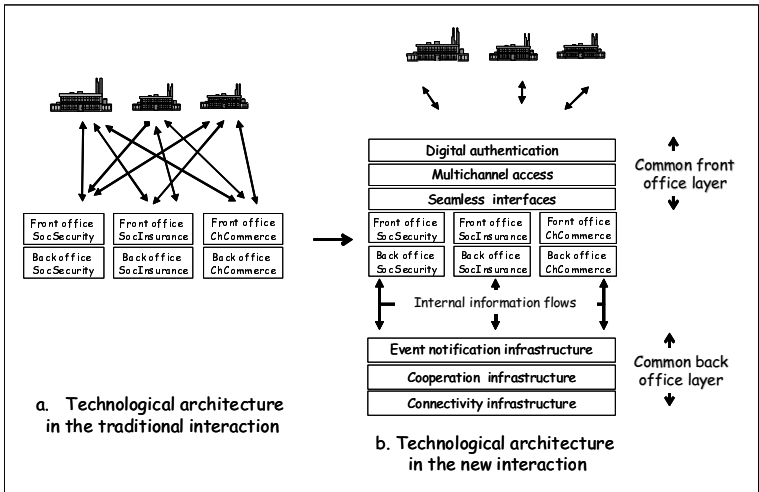 Front office
SocSecurity
Front office
SocInsurance
Front office
ChCommerce
Back office
SocSecurity
Back office
SocInsurance
Back office
ChCommerce
a. Technological architecture
in the traditional interaction
Digital authentication
Multichannel access
Seamless interfaces
Front office
SocSecurity
Front office
SocInsurance
Fornt office
ChCommerce
Back office
SocSecurity
Back office
SocInsurance
Back office
ChCommerce
Internal information flows
Event notification infrastructure
Cooperation infrastructure
Connectivity infrastructure
Common front
office layer
Common back
office layer
b. Technological architecture
in the new interaction